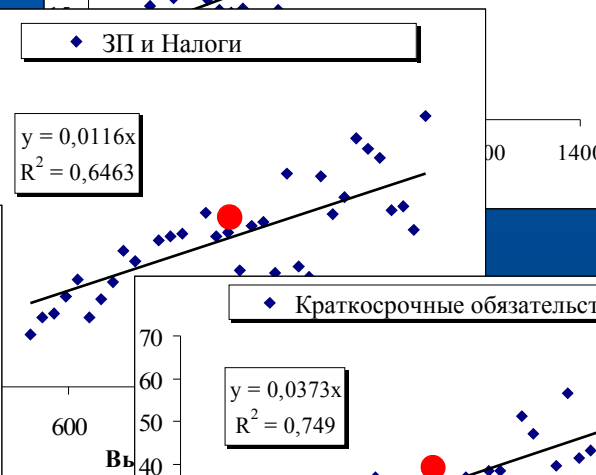 ЗП и Налоги
y = 0,0116x
R² = 0,6463
00 1400
Краткосрочные обязательст
70
60
y = 0,0373x
R² = 0,749
50
40
600
Вы